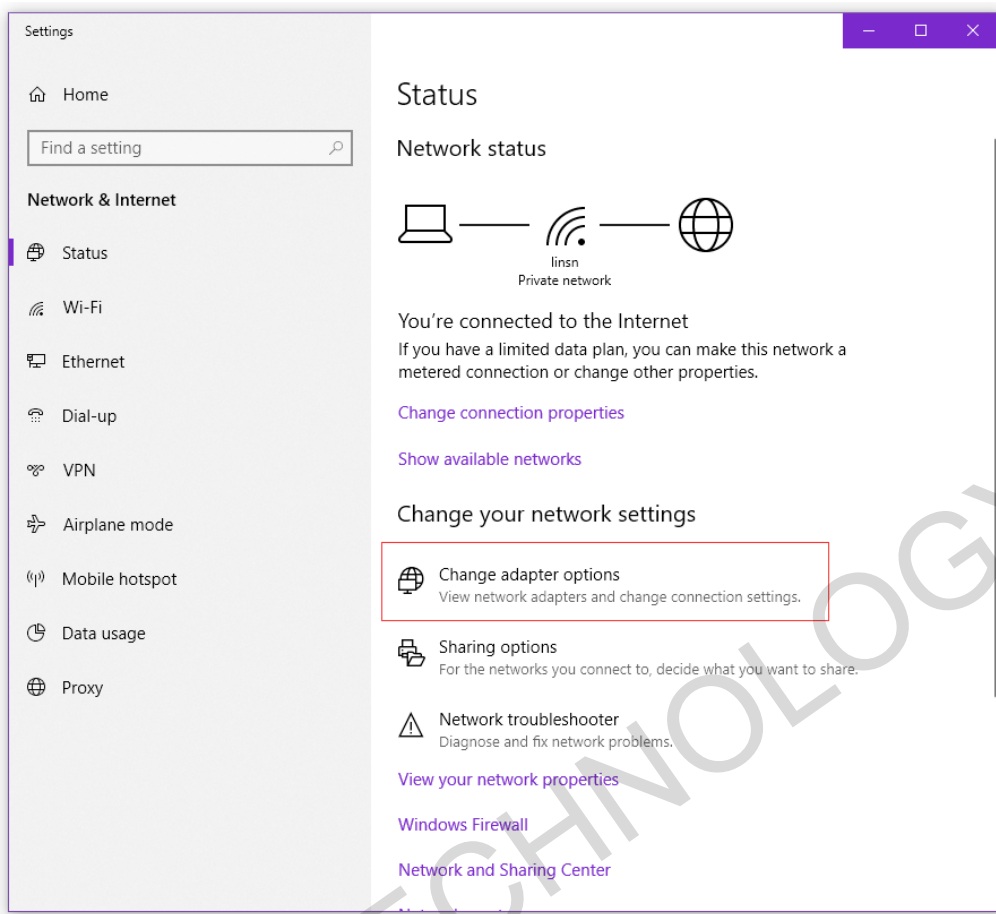 Settings
Home
Find a setting
Network & Internet
Status
Wi-Fi
Ethernet
Dial-up
VPN
Airplane mode
Mobile hotspot
Data usage
Proxy
Status
Network status
linsn
Private network
You're connected to the Internet
If you have a limited data plan, you can make this network a
metered connection or change other properties.
Change connection properties
Show available networks
Change your network settings
Change adapter options
View network adapters and change connection settings.
Sharing options
For the networks you connect to, decide what you want to share.
Network troubleshooter
Diagnose and fix network problems.
View your network properties
Windows Firewall
Network and Sharing Center